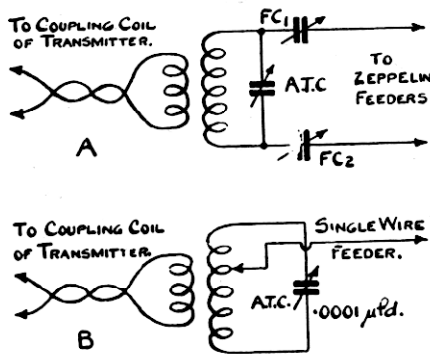 TO COUPLING COIL
OF TRANSMITTER.
FC1
A.T.C
TO
ZEPPELIN
FEEDERS
FC2
A
TO COUPLING COIL
OF TRANSMITTER.
SINGLE WIRE
FEEDER.
A.T.C.
.0001 µfd.
B